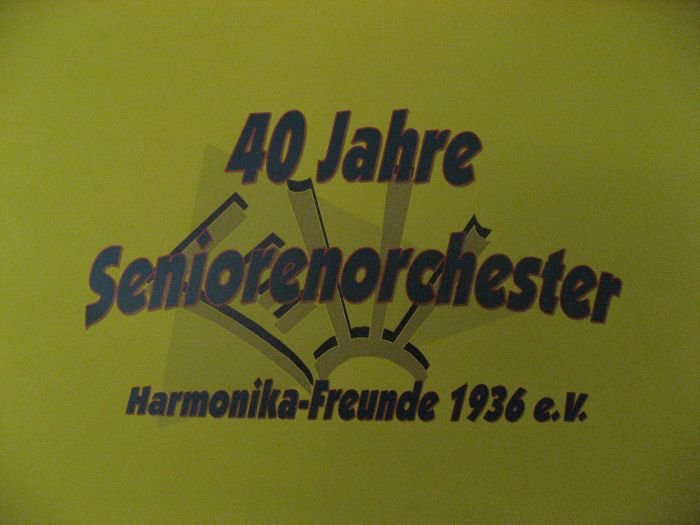 40 Jahre
Seniorenorchester
Harmonika-Freunde 1936 e.V.